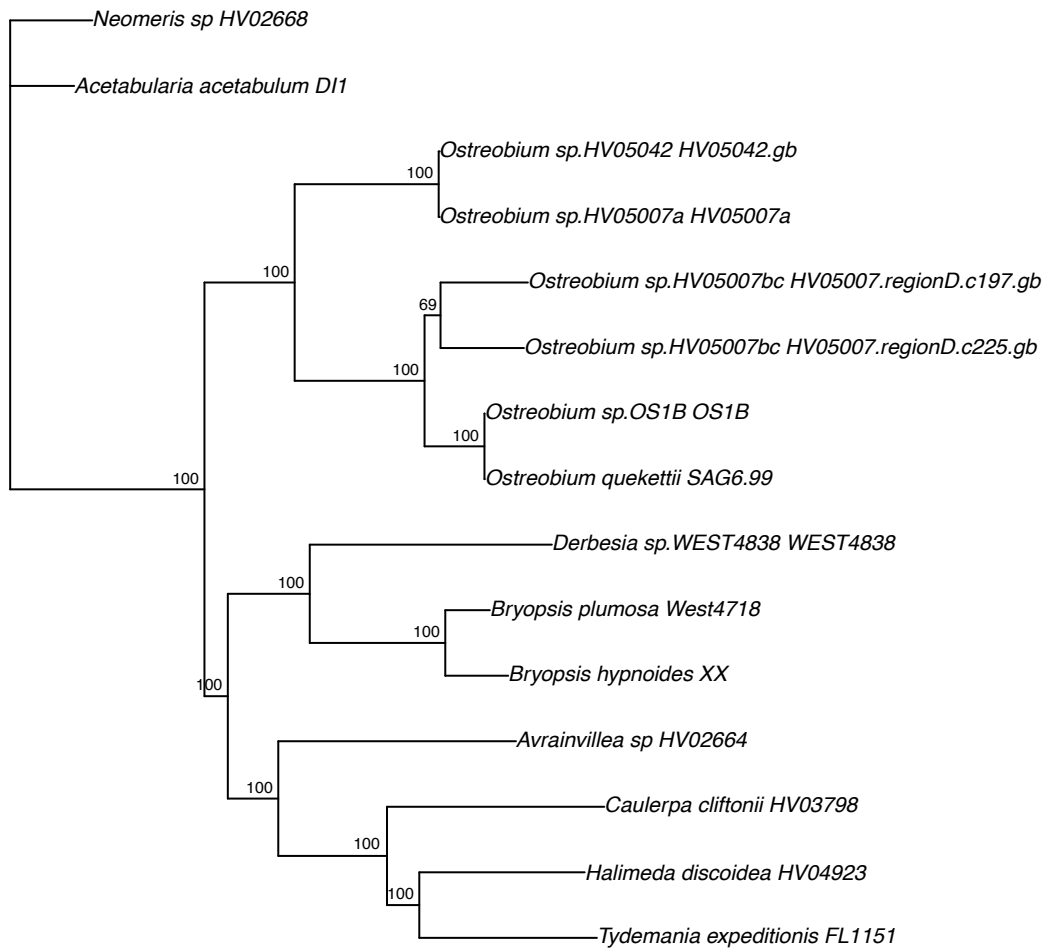 Neomeris sp HV02668
Acetabularia acetabulum DI1
Ostreobium sp.HV05042 HV05042.gb
100
Ostreobium sp.HV05007a HV05007a
100
Ostreobium sp.HV05007bc HV05007.regionD.c197.gb
69
Ostreobium sp.HV05007bc HV05007.regionD.c225.gb
100
Ostreobium sp.OS1B OS1B
100
Ostreobium quekettii SAG6.99
100
Derbesia sp.WEST4838 WEST4838
100
Bryopsis plumosa West4718
100
Bryopsis hypnoides XX
100
Avrainvillea sp HV02664
100
Caulerpa cliftonii HV03798
100
Halimeda discoidea HV04923
100
Tydemania expeditionis FL1151